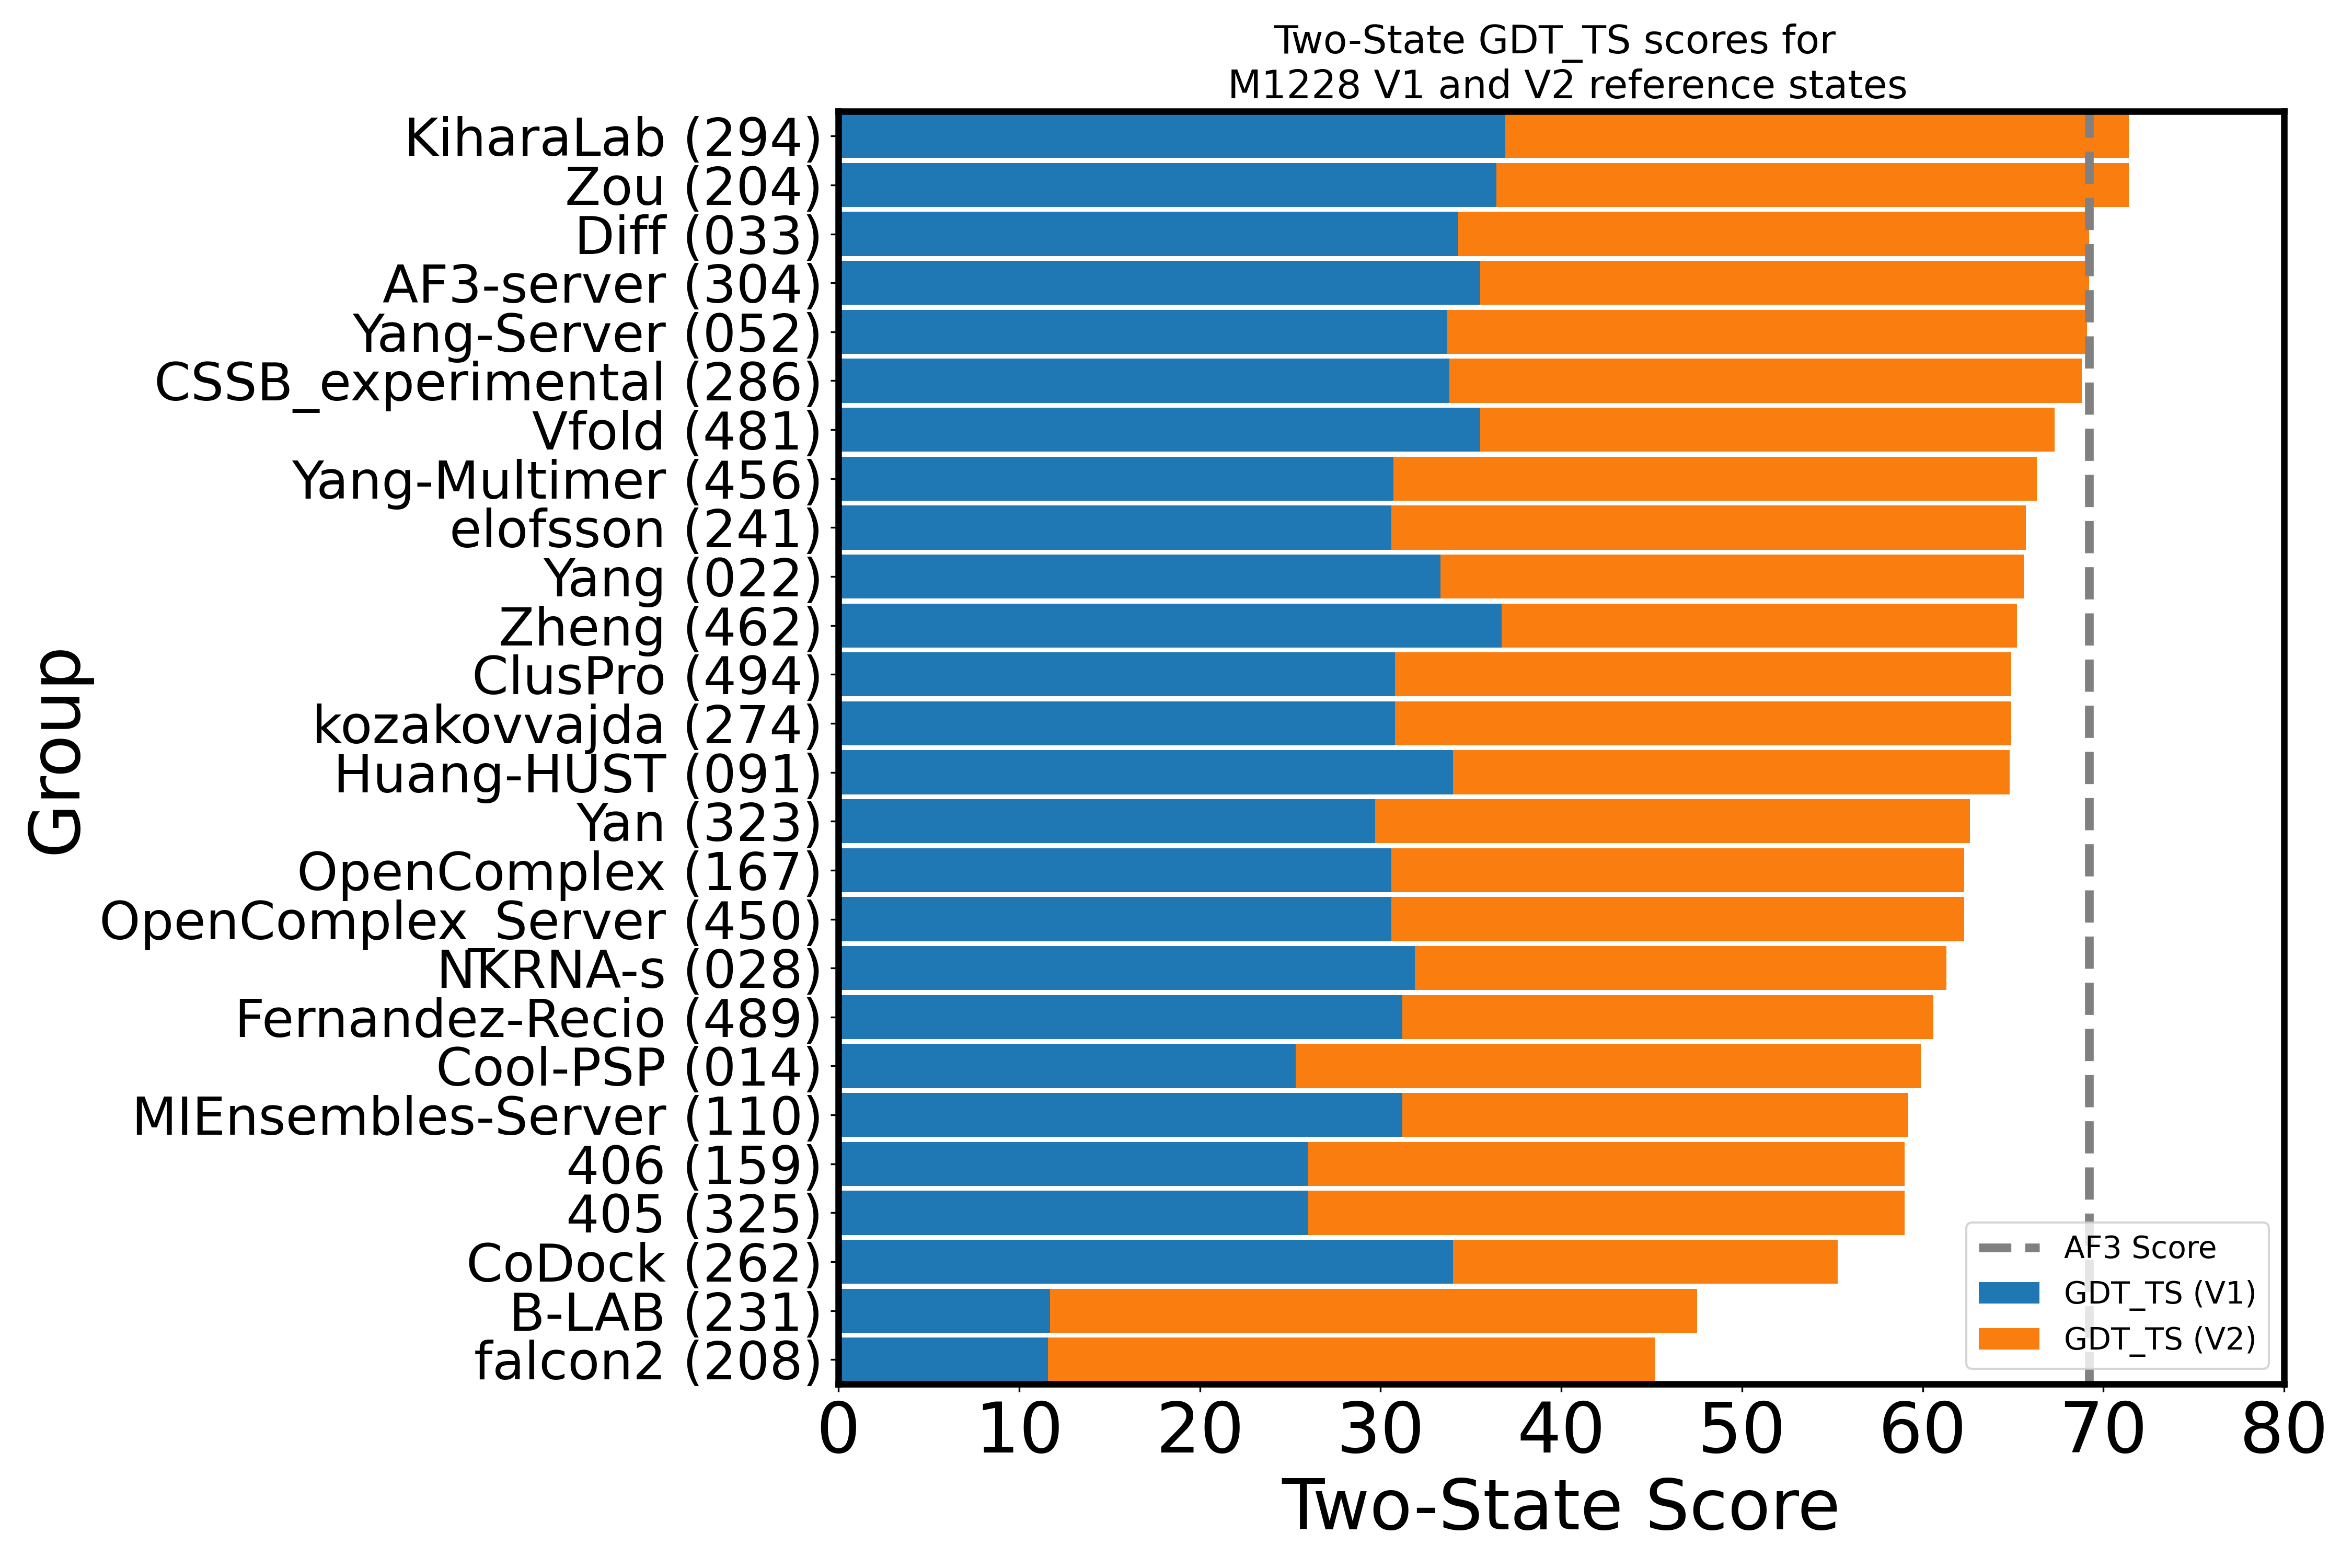 Two-State GDT_TS scores for
M1228 V1 and V2 reference states
Group
KiharaLab (294)
Zou (204)
Diff (033)
AF3-server (304)
Yang-Server (052)
CSSB_experimental (286)
Vfold (481)
Yang-Multimer (456)
elofsson (241)
Yang (022)
Zheng (462)
ClusPro (494)
kozakovvajda (274)
Huang-HUST (091)
Yan (323)
OpenComplex (167)
OpenComplex_Server (450)
NKRNA-s (028)
Fernandez-Recio (489)
Cool-PSP (014)
MIEnsembles-Server (110)
406 (159)
405 (325)
CoDock (262)
B-LAB (231)
falcon2 (208)
AF3 Score
GDT_TS (V1)
GDT_TS (V2)
0 10 20 30 40 50 60 70 80
Two-State Score